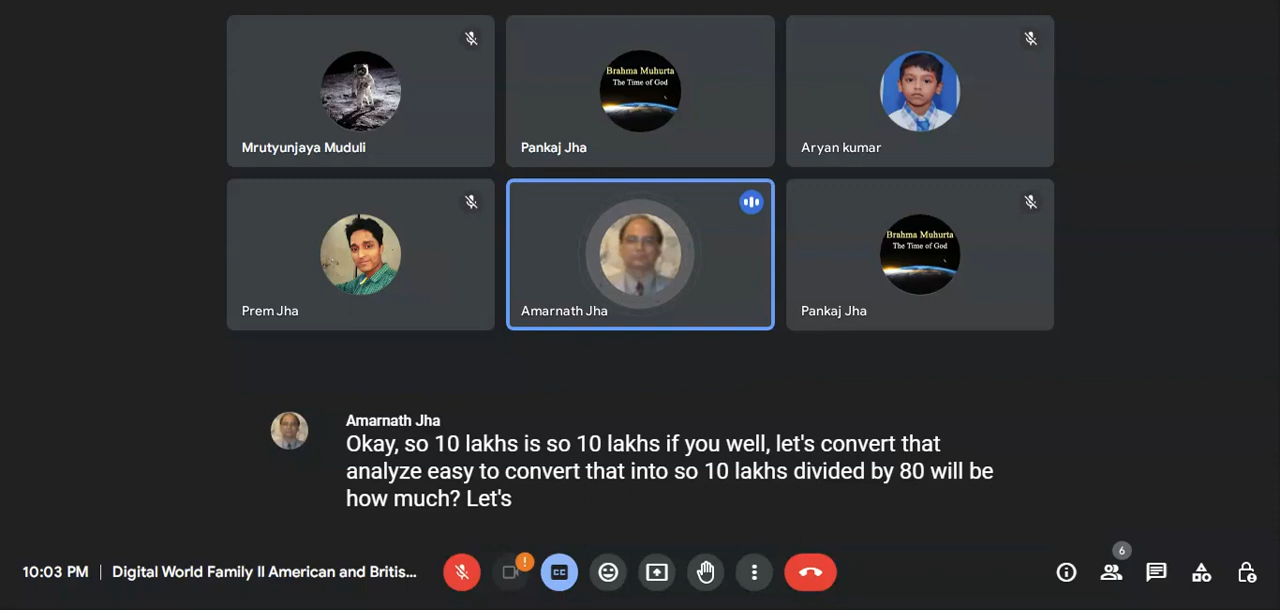 Brahma Muhurta
The Time of God
Mrutyunjaya Muduli
Pankaj Jha
Aryan kumar
Brahma Muhurta
The Time of God
Prem Jha
Amarnath Jha
Pankaj Jha
Amarnath Jha
Okay, so 10 lakhs is so 10 lakhs if you well, let's convert that
analyze easy to convert that into so 10 lakhs divided by 80 will be
how much? Let's
6
10:03 PM | Digital World Family II American and Britis...
!
CC